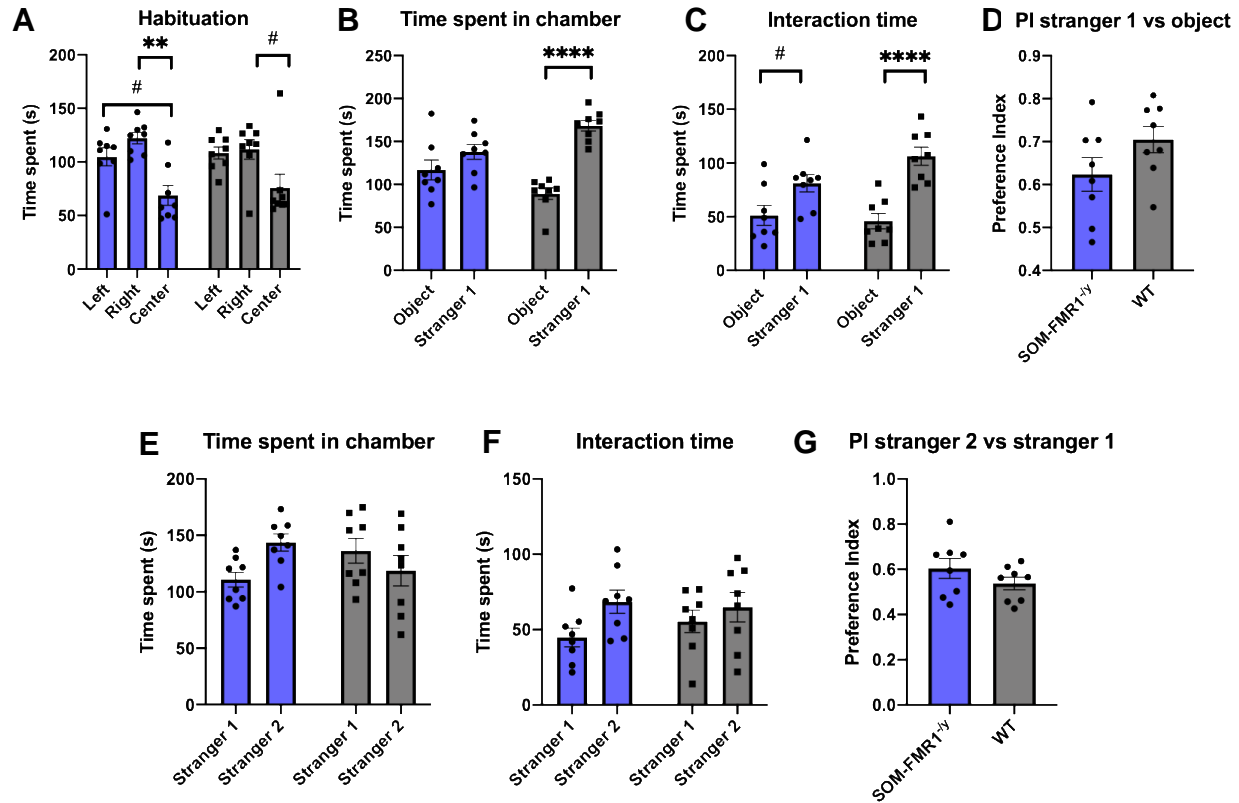 A Habituation
Time spent (s)
200
150
100
50
0
# ** #
Left Right Center Left Right Center
B Time spent in chamber
Time spent (s)
250
200
150
100
50
0
****
Object Stranger 1 Object Stranger 1
C Interaction time
Time spent (s)
200
150
100
50
0
# ****
Object Stranger 1 Object Stranger 1
D PI stranger 1 vs object
Preference Index
0.9
0.8
0.7
0.6
0.5
0.4
SOM-FMR1-/y WT
E Time spent in chamber
Time spent (s)
200
150
100
50
0
Stranger 1 Stranger 2 Stranger 1 Stranger 2
F Interaction time
Time spent (s)
150
100
50
0
Stranger 1 Stranger 2 Stranger 1 Stranger 2
G PI stranger 2 vs stranger 1
Preference Index
1.0
0.8
0.6
0.4
0.2
0.0
SOM-FMR1-/y WT